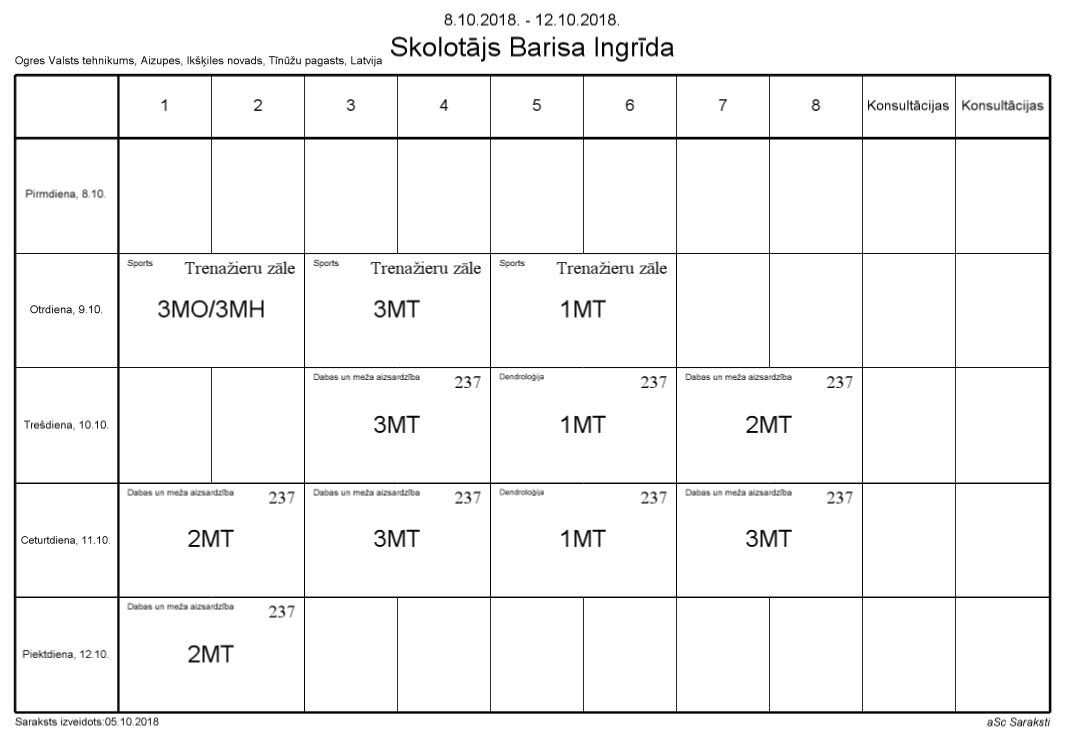 8.10.2018. - 12.10.2018.
Skolotājs Barisa Ingrīda
Ogres Valsts tehnikums, Aizupes, Ikšķiles novads, Tīnūžu pagasts, Latvija
1 2 3 4 5 6 7 8 Konsultācijas Konsultācijas
Pirmdiena, 8.10.
Sports Trenažieru zāle Sports Trenažieru zāle Sports Trenažieru zāle
Otrdiena, 9.10. 3MO/3MH 3MT 1MT
Dabas un meža aizsardzība 237 Dendroloģija 237 Dabas un meža aizsardzība 237
Trešdiena, 10.10. 3MT 1MT 2MT
Dabas un meža aizsardzība 237 Dabas un meža aizsardzība 237 Dendroloģija 237 Dabas un meža aizsardzība 237
Ceturtdiena, 11.10. 2MT 3MT 1MT 3MT
Dabas un meža aizsardzība 237
Piektdiena, 12.10. 2MT
Saraksts izveidots:05.10.2018 aSc Saraksti